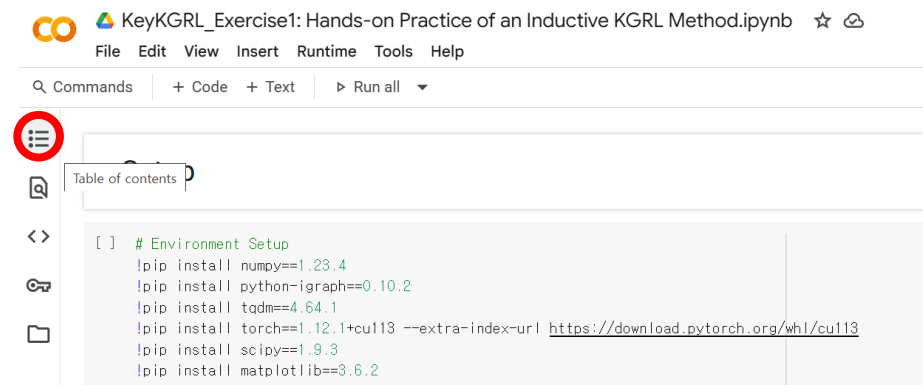 KeyKGRL_Exercise1: Hands-on Practice of an Inductive KGRL Method.ipynb
File Edit View Insert Runtime Tools Help
Commands + Code + Text Run all
Table of contents
[ ] # Environment Setup
!pip install numpy==1.23.4
!pip install python-igraph==0.10.2
!pip install tqdm==4.64.1
!pip install torch==1.12.1+cu113 --extra-index-url https://download.pytorch.org/whl/cu113
!pip install scipy==1.9.3
!pip install matplotlib==3.6.2